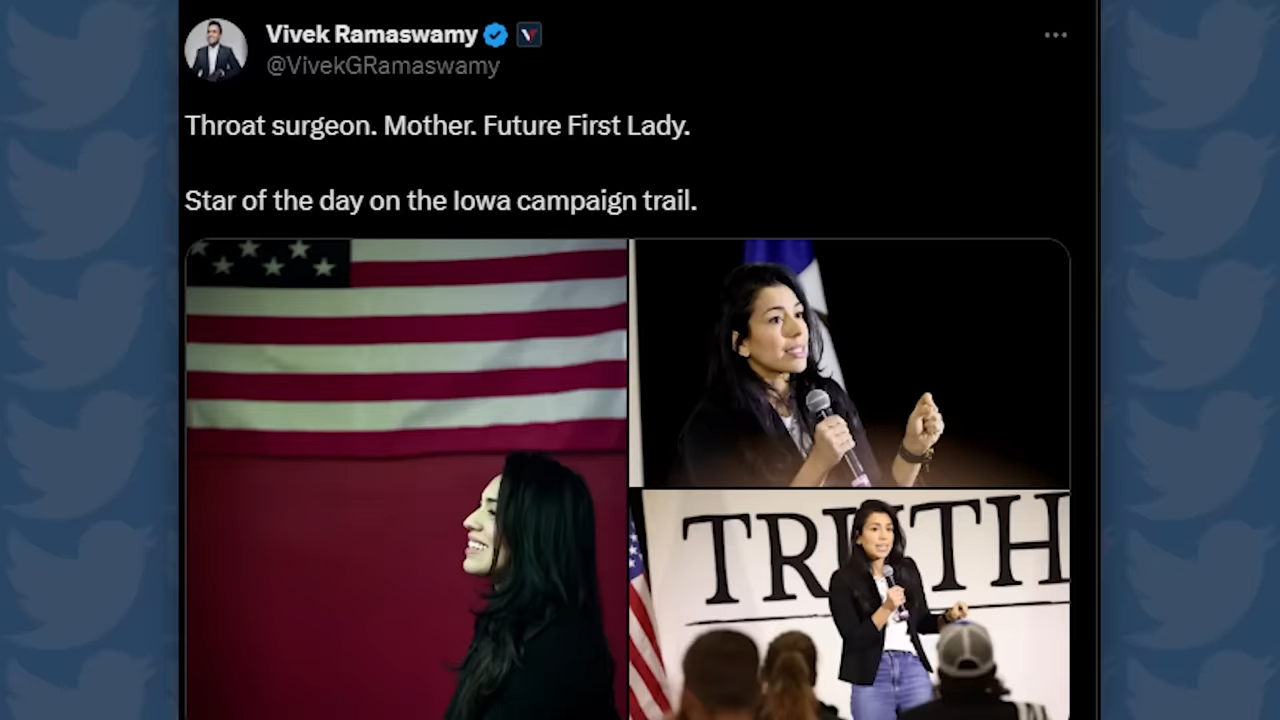 Vivek Ramaswamy
@VivekGRamaswamy
Throat surgeon. Mother. Future First Lady.
Star of the day on the Iowa campaign trail.
TRUTH